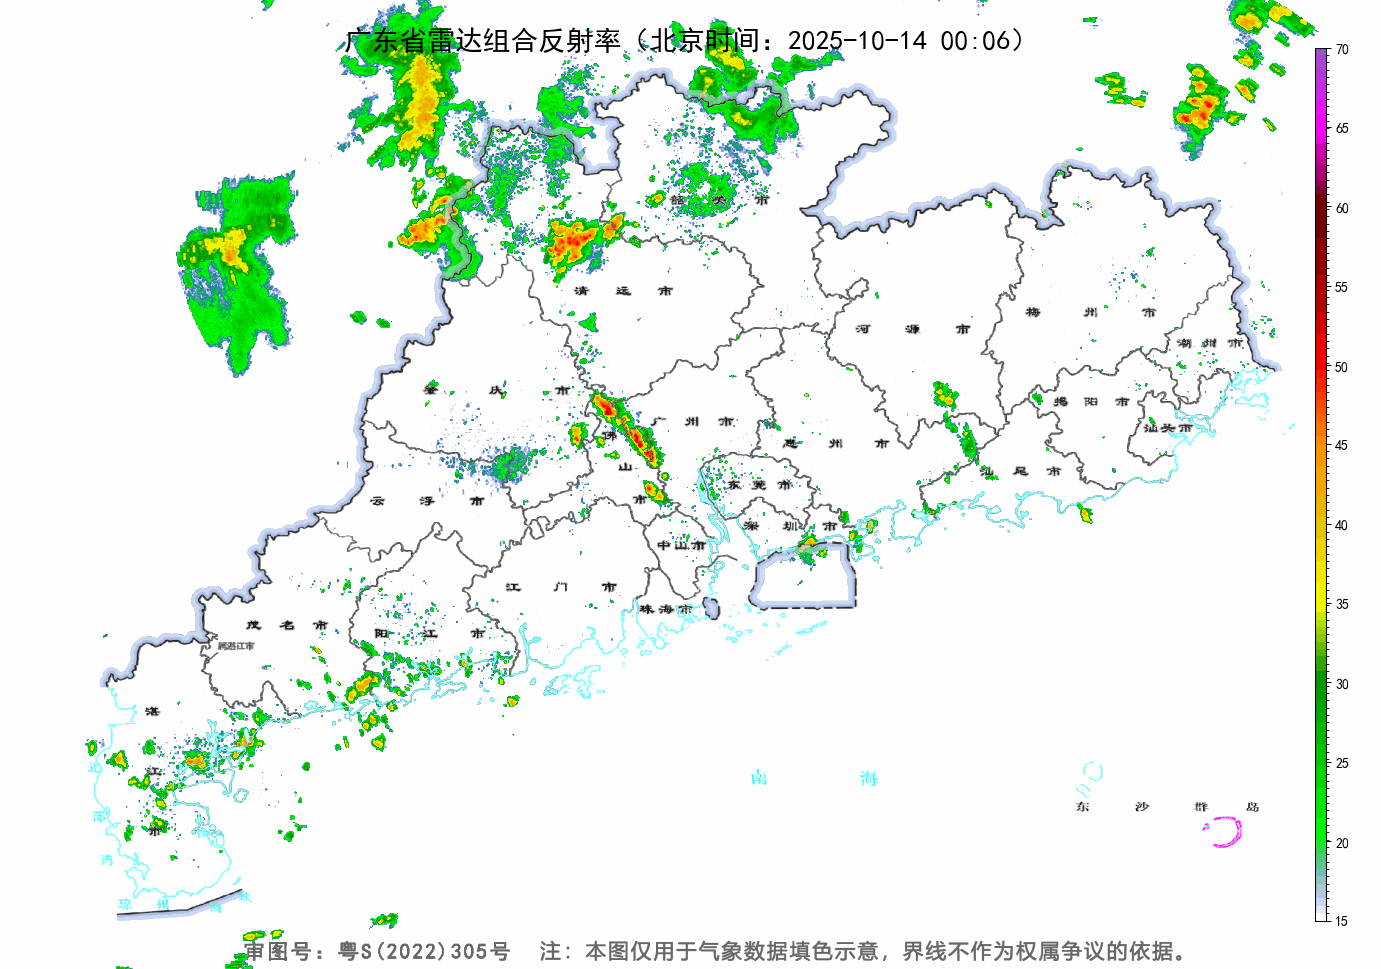 广东省雷达组合反射率（北京时间：2025-10-14 00:06）
70
65
60
55
50
45
40
35
30
25
20
15
韶 关 市
清 远 市
河 源 市
梅 州 市
潮 州 市
肇 庆 市
广 州 市
佛
山
市
惠 州 市
揭 阳 市
汕头市
汕 尾 市
云 浮 市
东 莞 市
深 圳 市
中山市
江 门 市
珠海市
茂 名 市
阳 江 市
属湛江市
湛
江
市
北
部
湾
琼 州 海 峡
南 海
东 沙 群 岛
审图号：粤S(2022)305号 注：本图仅用于气象数据填色示意，界线不作为权属争议的依据。